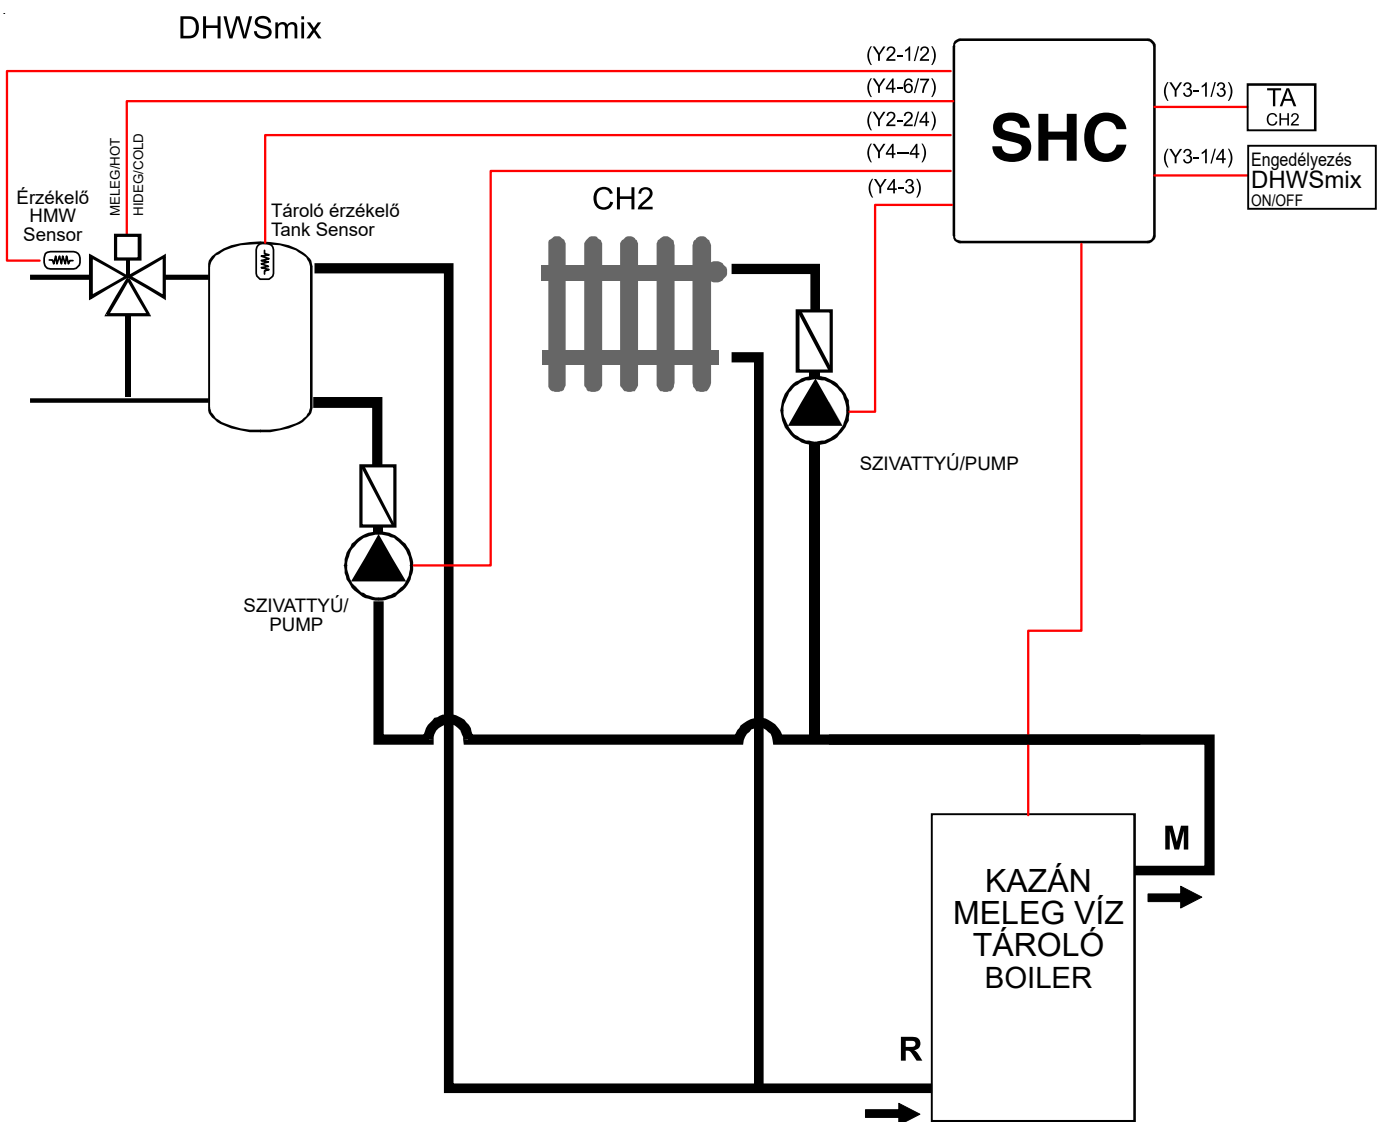 DHWSmix
(Y2-1/2)
(Y4-6/7)
(Y2-2/4)
(Y4–4)
(Y4-3)
SHC
(Y3-1/3)
TA
CH2
(Y3-1/4)
Engedélyezés
DHWSmix
ON/OFF
MELEG/HOT
HIDEG/COLD
Érzékelő
HMW
Sensor
Tároló érzékelő
Tank Sensor
CH2
SZIVATTYÚ/PUMP
SZIVATTYÚ/
PUMP
M
KAZÁN
MELEG VÍZ
TÁROLÓ
BOILER
R